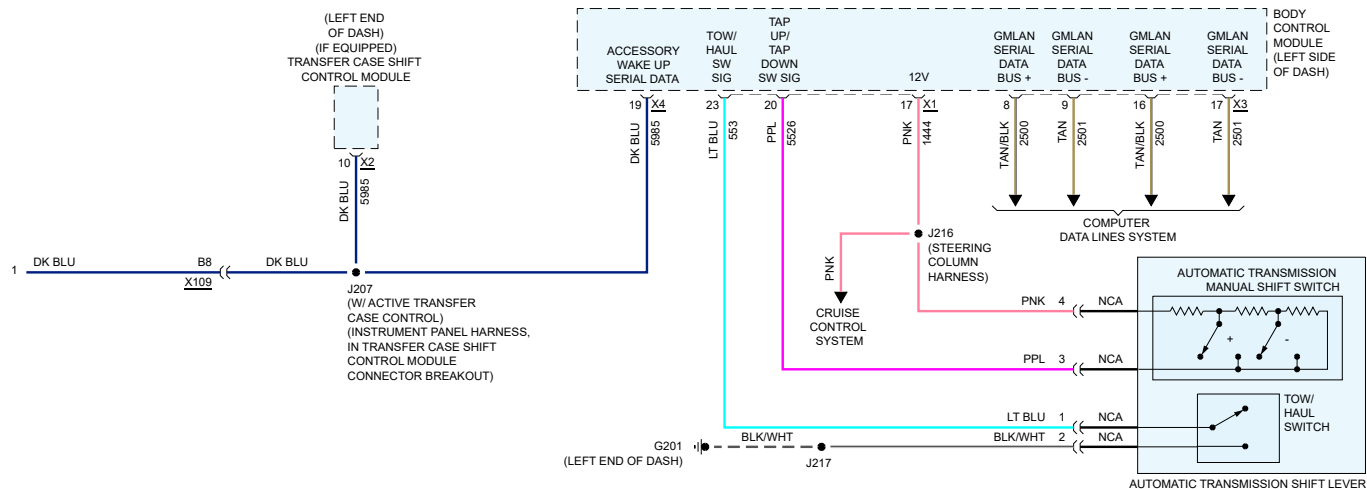 (LEFT END
OF DASH)
(IF EQUIPPED)
TRANSFER CASE SHIFT
CONTROL MODULE
10 X2
DK BLU
5985
1
DK BLU
B8
X109
DK BLU
J207
(W/ ACTIVE TRANSFER
CASE CONTROL)
(INSTRUMENT PANEL HARNESS,
IN TRANSFER CASE SHIFT
CONTROL MODULE
CONNECTOR BREAKOUT)
BODY
CONTROL
MODULE
(LEFT SIDE
OF DASH)
ACCESSORY
WAKE UP
SERIAL DATA
TOW/
HAUL
SW
SIG
TAP
UP/
TAP
DOWN
SW SIG
12V
GMLAN
SERIAL
DATA
BUS +
GMLAN
SERIAL
DATA
BUS -
GMLAN
SERIAL
DATA
BUS +
GMLAN
SERIAL
DATA
BUS -
19 X4
23
20
17 X1
8
9
16
17 X3
DK BLU
5985
LT BLU
553
PPL
5526
PNK
1444
TAN/BLK
2500
TAN
2501
TAN/BLK
2500
TAN
2501
COMPUTER
DATA LINES SYSTEM
J216
(STEERING
COLUMN
HARNESS)
PNK
CRUISE
CONTROL
SYSTEM
AUTOMATIC TRANSMISSION
MANUAL SHIFT SWITCH
+
-
PNK 4 NCA
PPL 3 NCA
LT BLU 1 NCA
BLK/WHT 2 NCA
TOW/
HAUL
SWITCH
G201
(LEFT END OF DASH)
BLK/WHT
J217
AUTOMATIC TRANSMISSION SHIFT LEVER